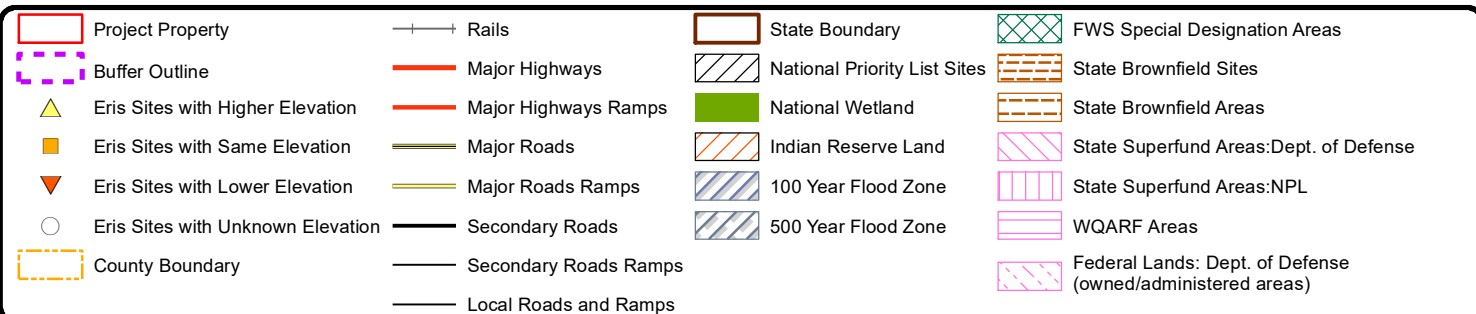 Project Property
Buffer Outline
Eris Sites with Higher Elevation
Eris Sites with Same Elevation
Eris Sites with Lower Elevation
Eris Sites with Unknown Elevation
County Boundary
Rails
Major Highways
Major Highways Ramps
Major Roads
Major Roads Ramps
Secondary Roads
Secondary Roads Ramps
Local Roads and Ramps
State Boundary
National Priority List Sites
National Wetland
Indian Reserve Land
100 Year Flood Zone
500 Year Flood Zone
FWS Special Designation Areas
State Brownfield Sites
State Brownfield Areas
State Superfund Areas:Dept. of Defense
State Superfund Areas:NPL
WQARF Areas
Federal Lands: Dept. of Defense
(owned/administered areas)